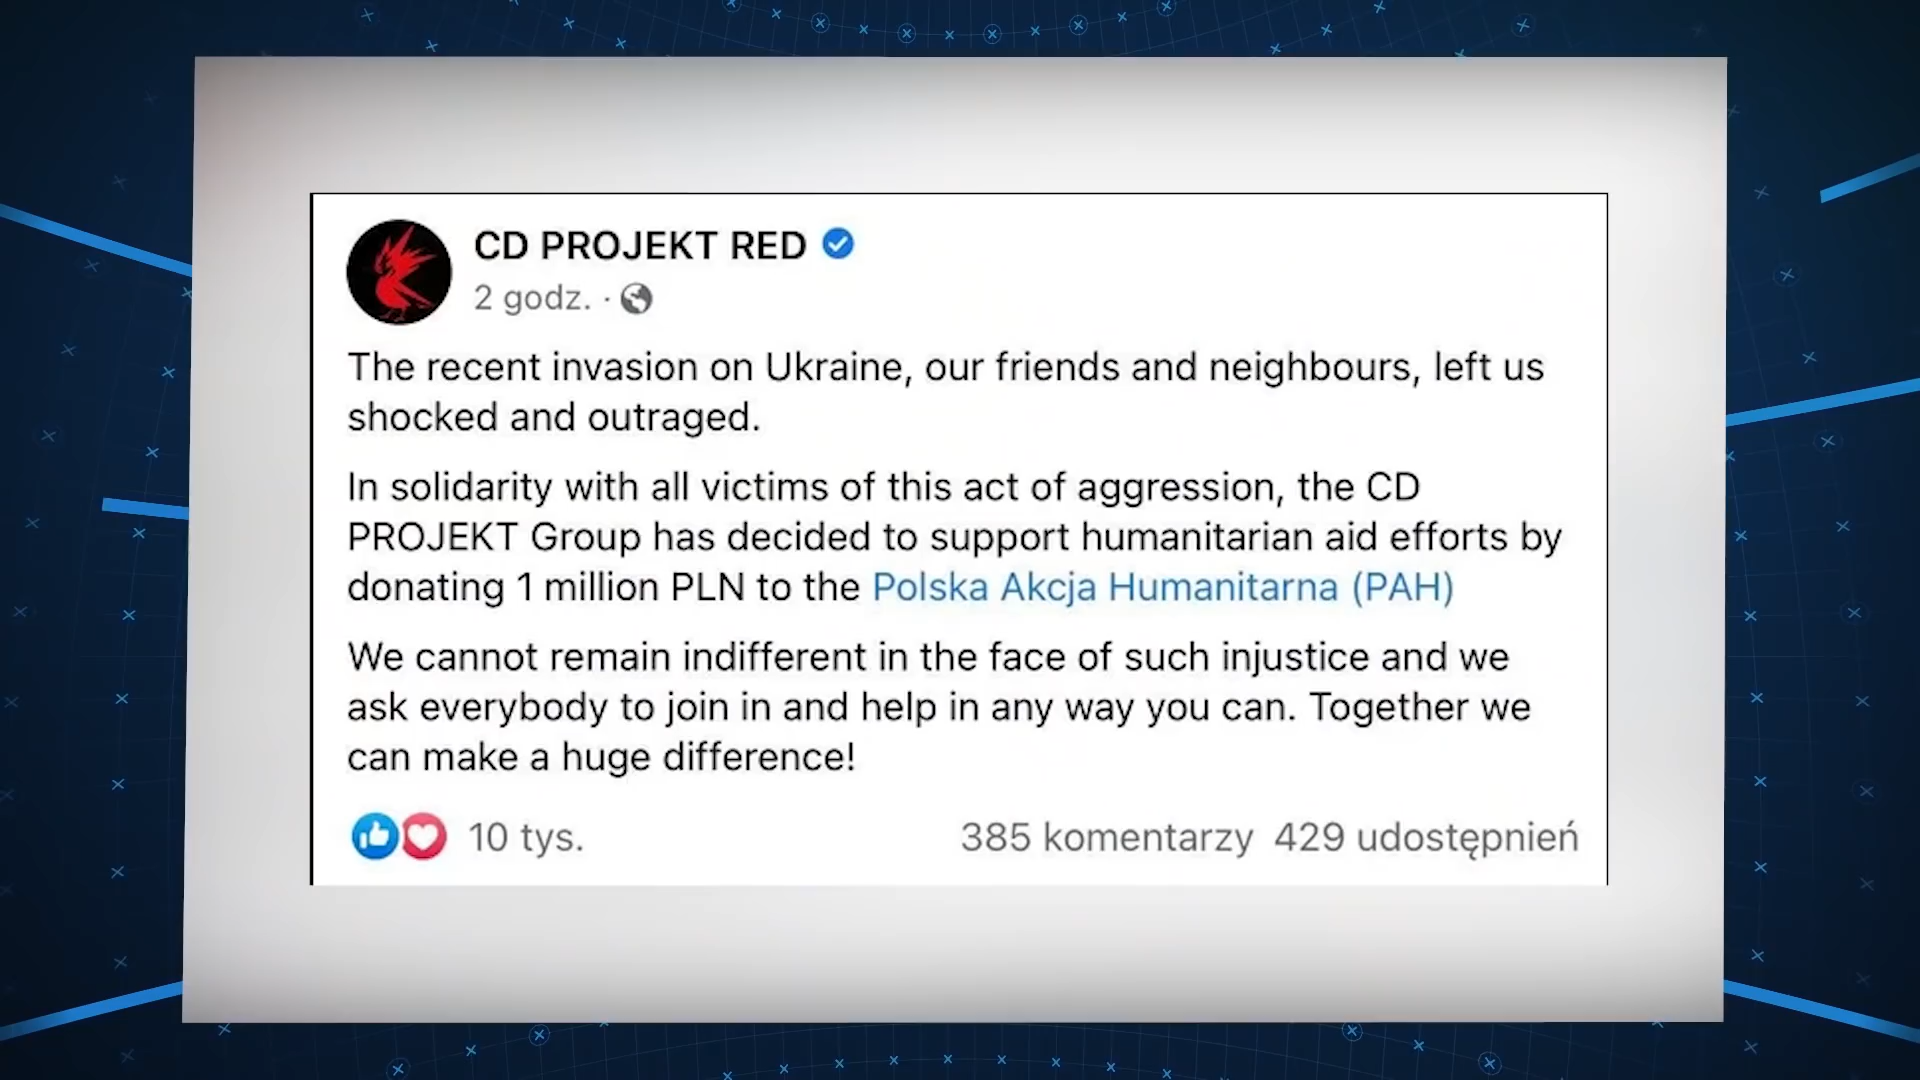 CD PROJEKT RED
2 godz. ·
The recent invasion on Ukraine, our friends and neighbours, left us
shocked and outraged.
In solidarity with all victims of this act of aggression, the CD
PROJEKT Group has decided to support humanitarian aid efforts by
donating 1 million PLN to the Polska Akcja Humanitarna (PAH)
We cannot remain indifferent in the face of such injustice and we
ask everybody to join in and help in any way you can. Together we
can make a huge difference!
10 tys. 385 komentarzy 429 udostępnień